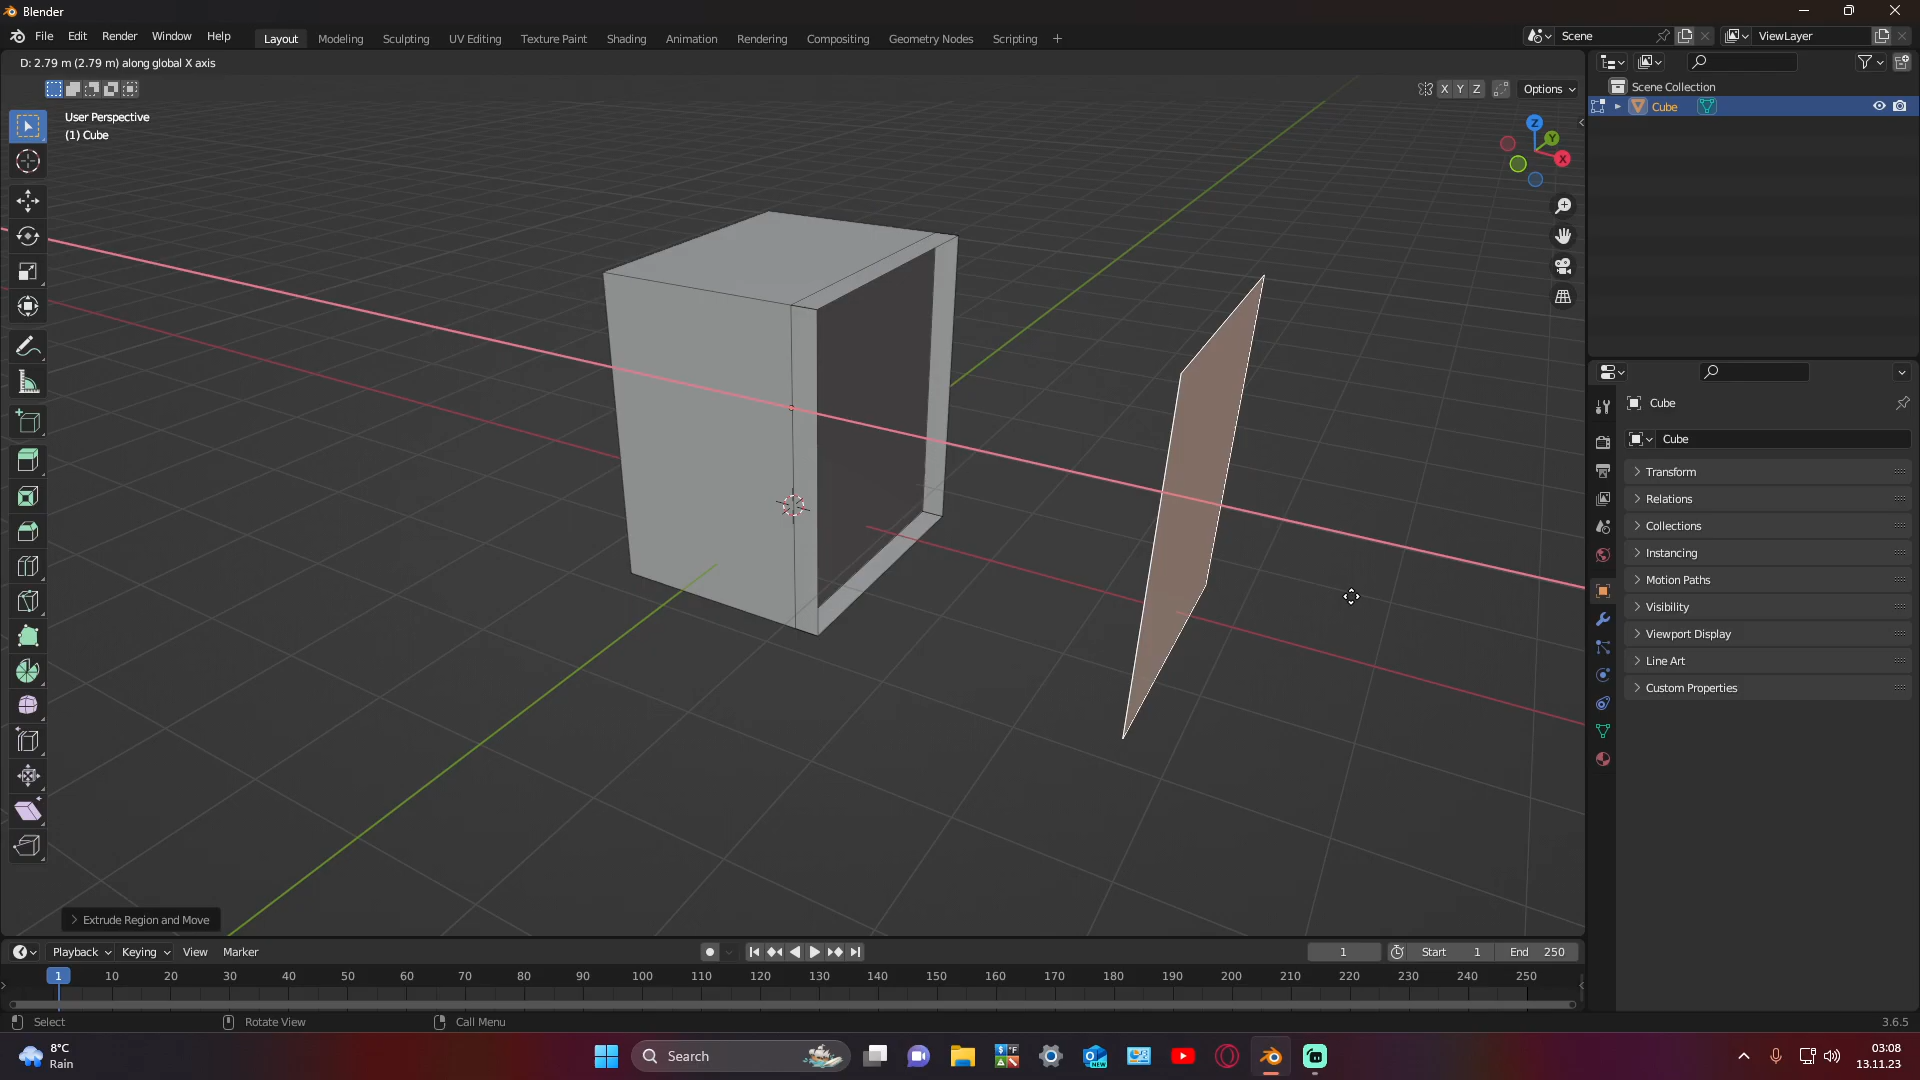 Blender
File Edit Render Window Help Layout Modeling Sculpting UV Editing Texture Paint Shading Animation Rendering Compositing Geometry Nodes Scripting + Scene ViewLayer
D: 2.79 m (2.79 m) along global X axis
X Y Z Options
User Perspective
(1) Cube
Z
Y
X
Scene Collection
Cube
Cube
Cube
Transform
Relations
Collections
Instancing
Motion Paths
Visibility
Viewport Display
Line Art
Custom Properties
Extrude Region and Move
Playback Keying View Marker 1 Start 1 End 250
1 10 20 30 40 50 60 70 80 90 100 110 120 130 140 150 160 170 180 190 200 210 220 230 240 250
Select Rotate View Call Menu 3.6.5
8°C
Rain
Search
NEW
03:08
13.11.23